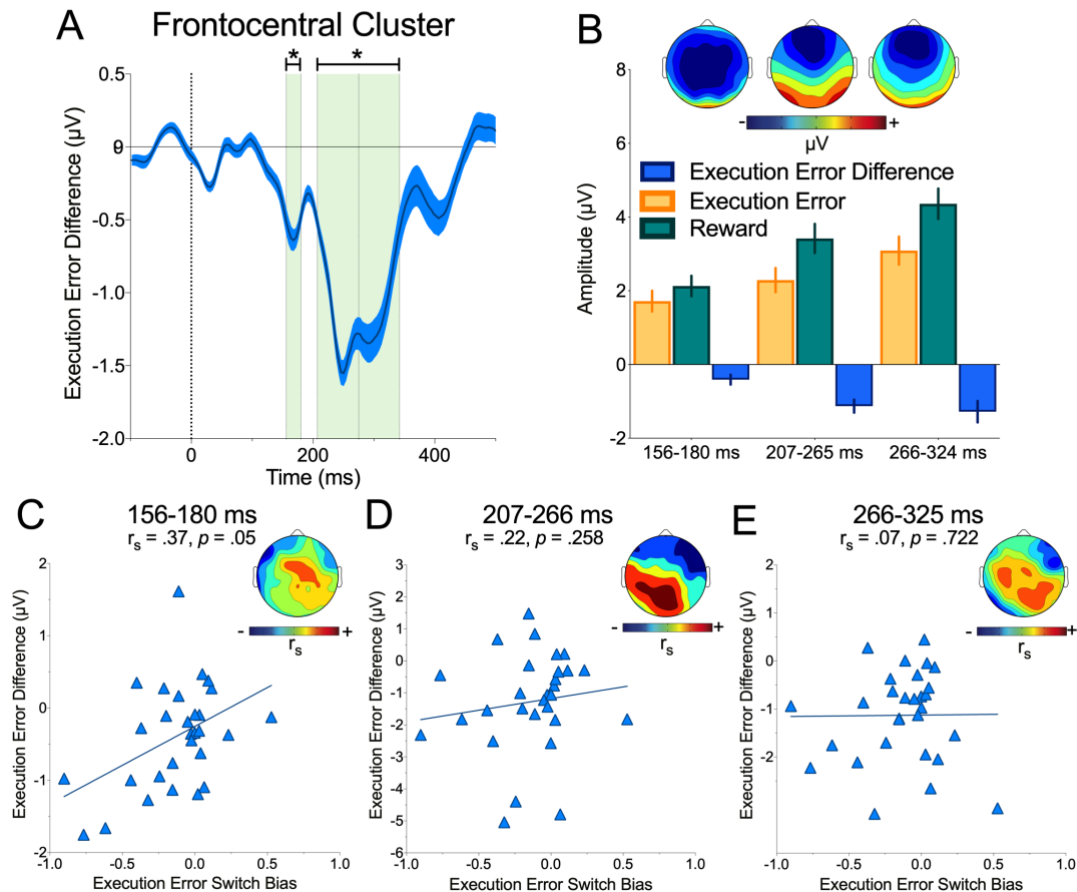 A
Frontocentral Cluster
* *
0.5
0
-0.5
-1.0
-1.5
-2.0
Execution Error Difference (µV)
0 200 400
Time (ms)
B
- +
µV
8
6
4
2
0
-2
Amplitude (µV)
Execution Error Difference
Execution Error
Reward
156-180 ms 207-265 ms 266-324 ms
C
156-180 ms
r_s = .37, p = .05
- +
r_s
2
1
0
-1
-2
Execution Error Difference (µV)
-1.0 -0.5 0.0 0.5 1.0
Execution Error Switch Bias
D
207-266 ms
r_s = .22, p = .258
- +
r_s
3
2
1
0
-1
-2
-3
-4
-5
-6
Execution Error Difference (µV)
-1.0 -0.5 0.0 0.5 1.0
Execution Error Switch Bias
E
266-325 ms
r_s = .07, p = .722
- +
r_s
2
1
0
-1
-2
Execution Error Difference (µV)
-1.0 -0.5 0.0 0.5 1.0
Execution Error Switch Bias